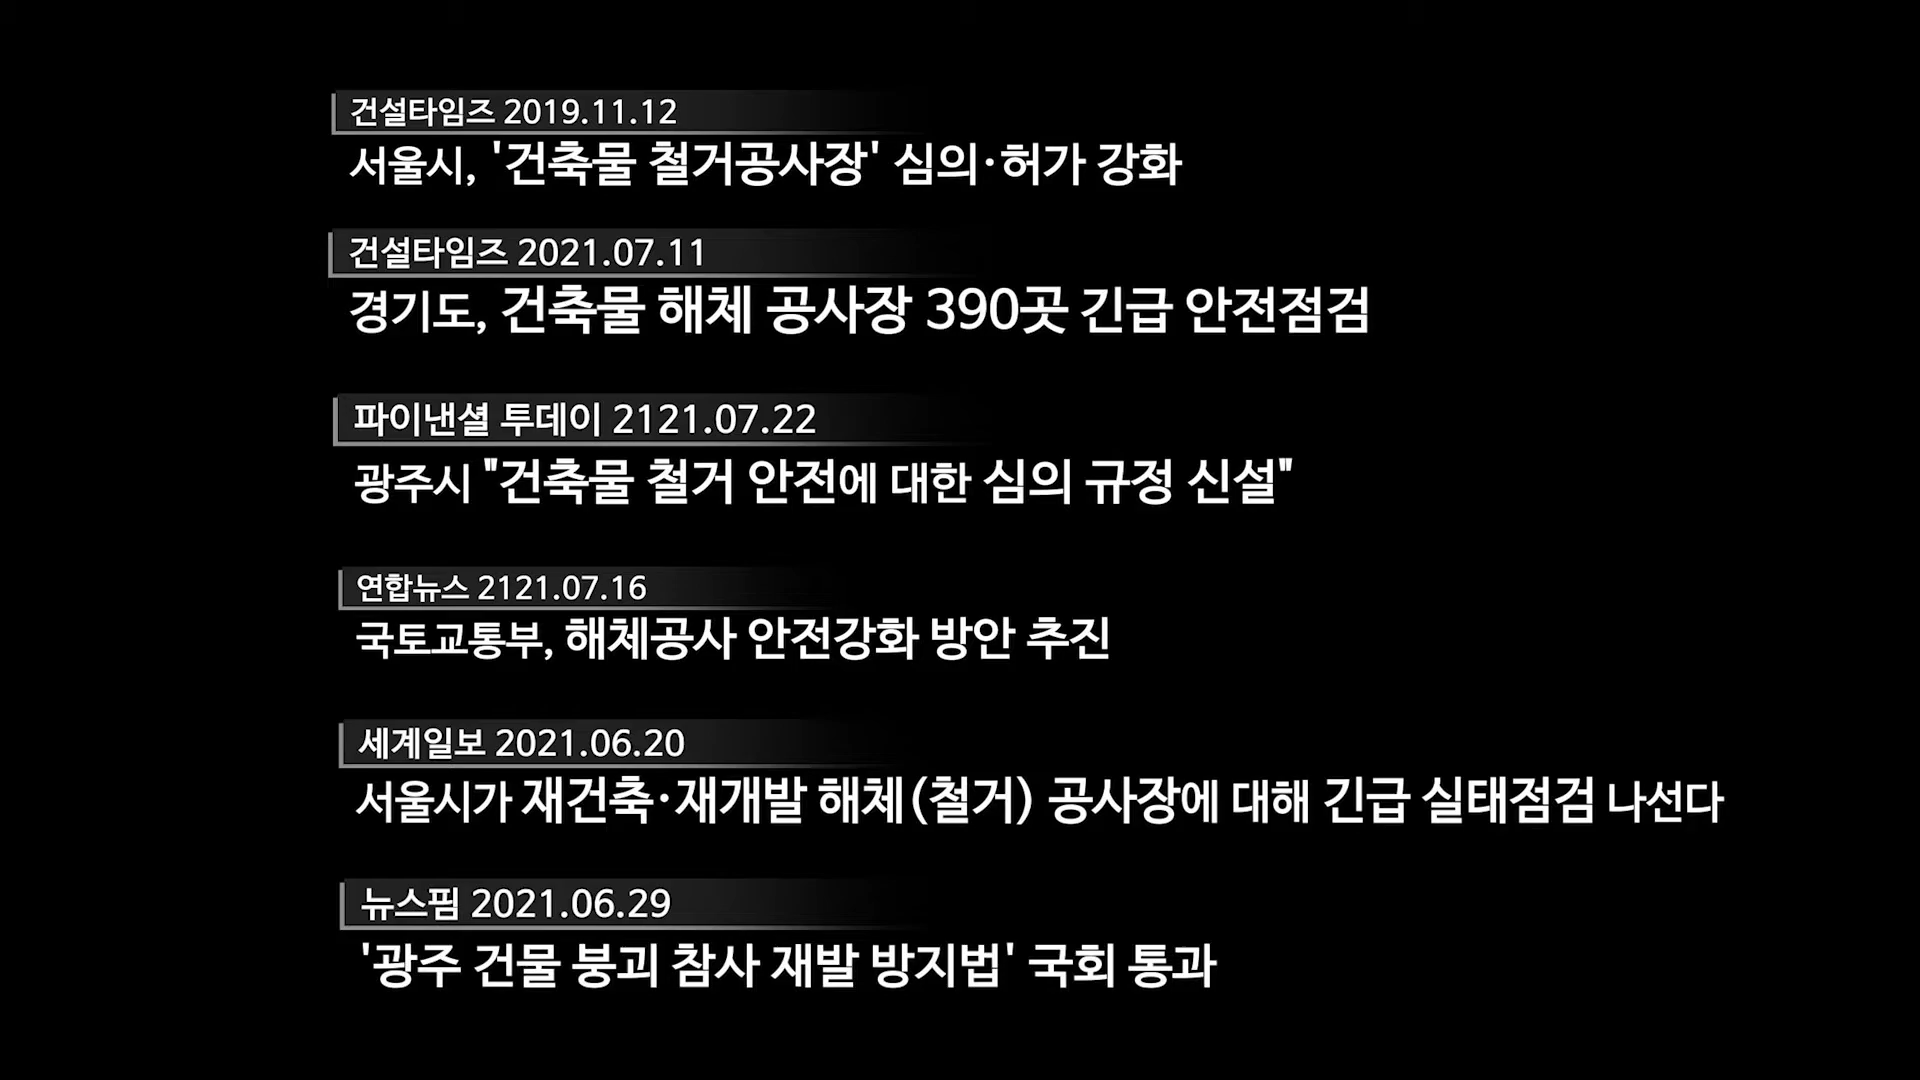 건설타임즈 2019.11.12
서울시, '건축물 철거공사장' 심의·허가 강화
건설타임즈 2021.07.11
경기도, 건축물 해체 공사장 390곳 긴급 안전점검
파이낸셜 투데이 2121.07.22
광주시 "건축물 철거 안전에 대한 심의 규정 신설"
연합뉴스 2121.07.16
국토교통부, 해체공사 안전강화 방안 추진
세계일보 2021.06.20
서울시가 재건축·재개발 해체(철거) 공사장에 대해 긴급 실태점검 나선다
뉴스핌 2021.06.29
'광주 건물 붕괴 참사 재발 방지법' 국회 통과